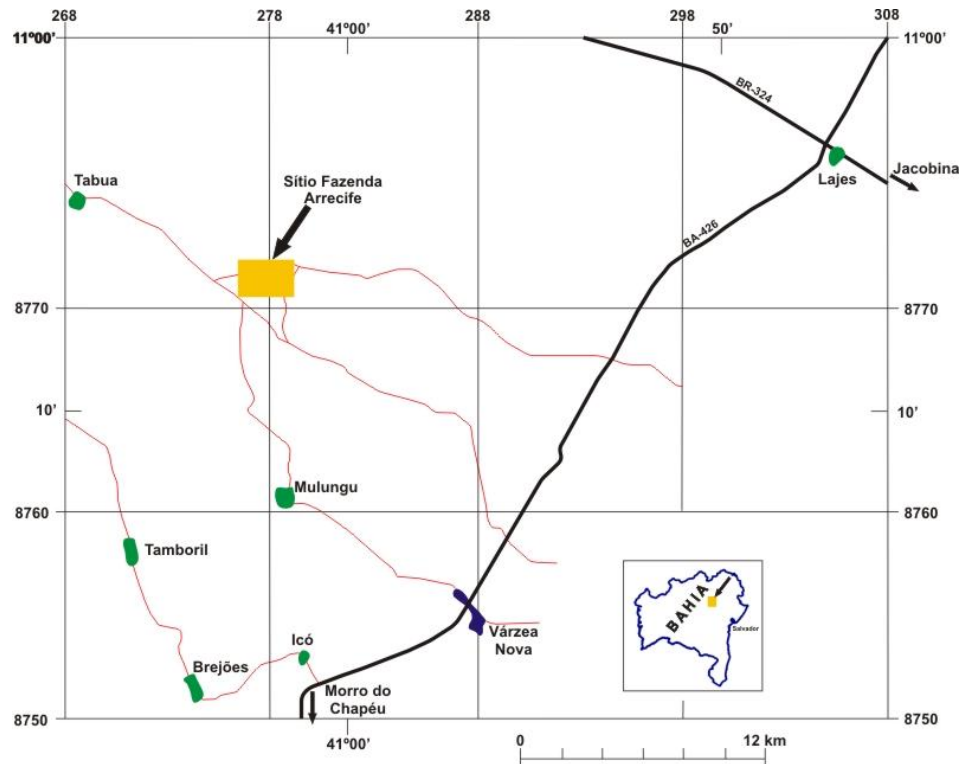 268
278
288
298
308
41º00’
50’
11º00’
11º00’
BR-324
Jacobina
Lajes
Tabua
Sítio Fazenda
Arrecife
BA-426
8770
8770
10’
10’
Mulungu
8760
8760
Tamboril
BAHIA
Salvador
Várzea
Nova
Icó
Brejões
Morro do
Chapéu
8750
8750
41º00’
0
12 km